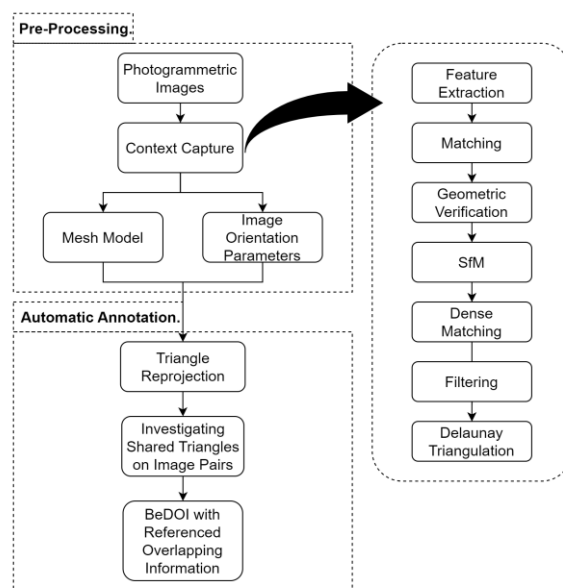 Pre-Processing.
Photogrammetric
Images
Context Capture
Mesh Model
Image
Orientation
Parameters
Automatic Annotation.
Triangle
Reprojection
Investigating
Shared Triangles
on Image Pairs
BeDOI with
Referenced
Overlapping
Information
Feature
Extraction
Matching
Geometric
Verification
SfM
Dense
Matching
Filtering
Delaunay
Triangulation